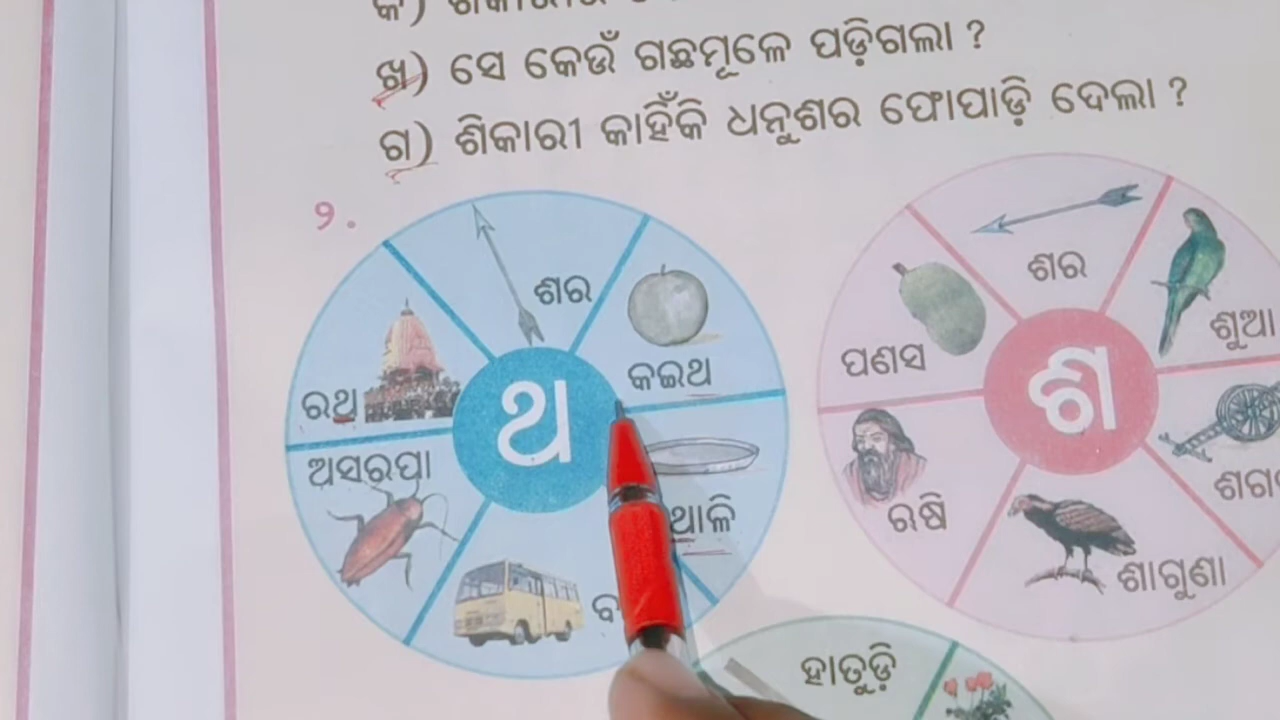 ଖ) ସେ କେଉଁ ଗଛମୂଳେ ପଡ଼ିଗଲା ?
ଗ) ଶିକାରୀ କାହିଁକି ଧନୁଶର ଫୋପାଡ଼ି ଦେଲା ?
୨.
ଶର
କଇଥ
ଥାଳି
ଅସରପା
ରଥ
ଥ
ଶର
ଶୁଆ
ଶାଗୁଣା
ଋଷି
ପଣସ
ଶ
ହାତୁଡ଼ି